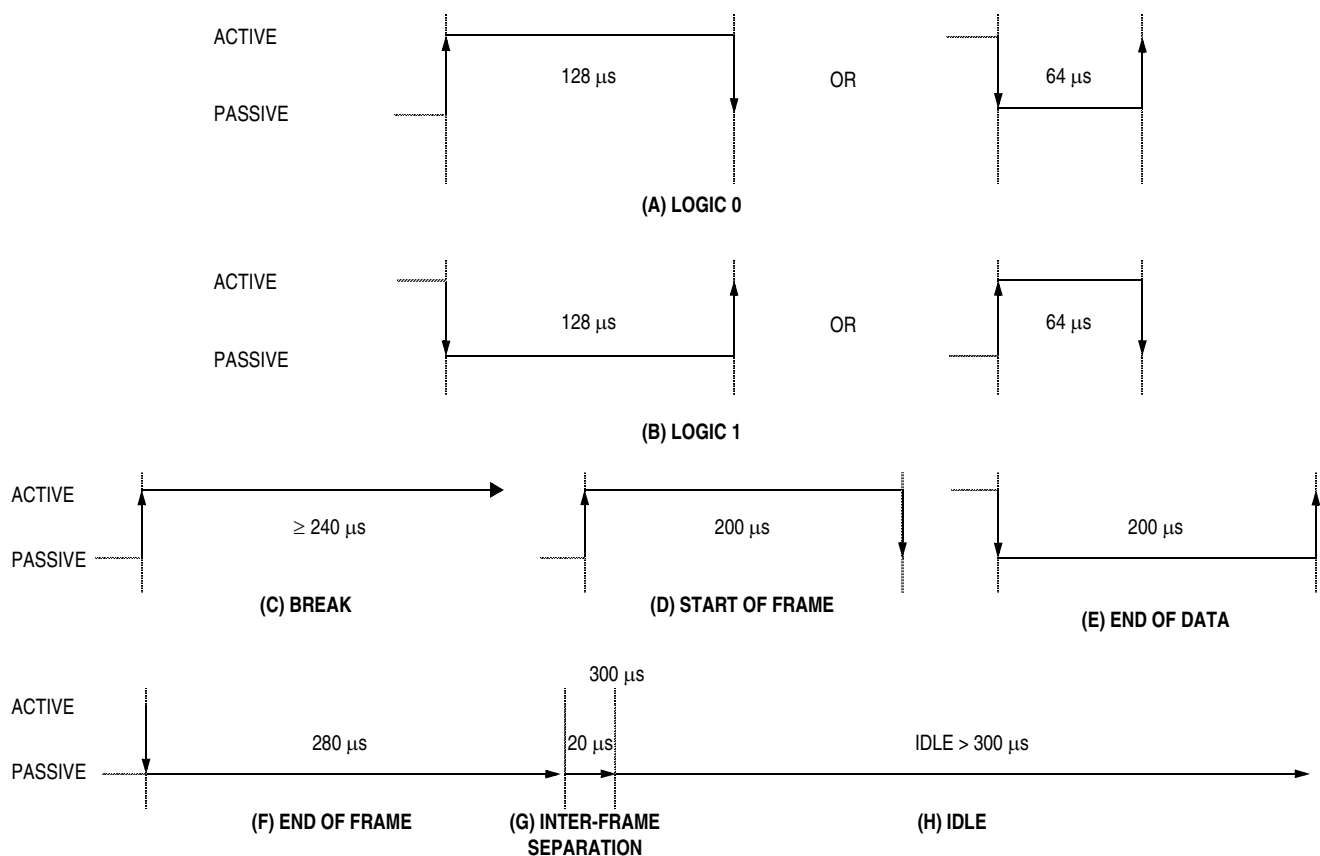 ACTIVE
128 μs
OR
64 μs
PASSIVE
(A) LOGIC 0
ACTIVE
128 μs
OR
64 μs
PASSIVE
(B) LOGIC 1
ACTIVE
≥ 240 μs
200 μs
200 μs
PASSIVE
(C) BREAK
(D) START OF FRAME
(E) END OF DATA
300 μs
ACTIVE
280 μs
20 μs
IDLE > 300 μs
PASSIVE
(F) END OF FRAME
(G) INTER-FRAME
SEPARATION
(H) IDLE